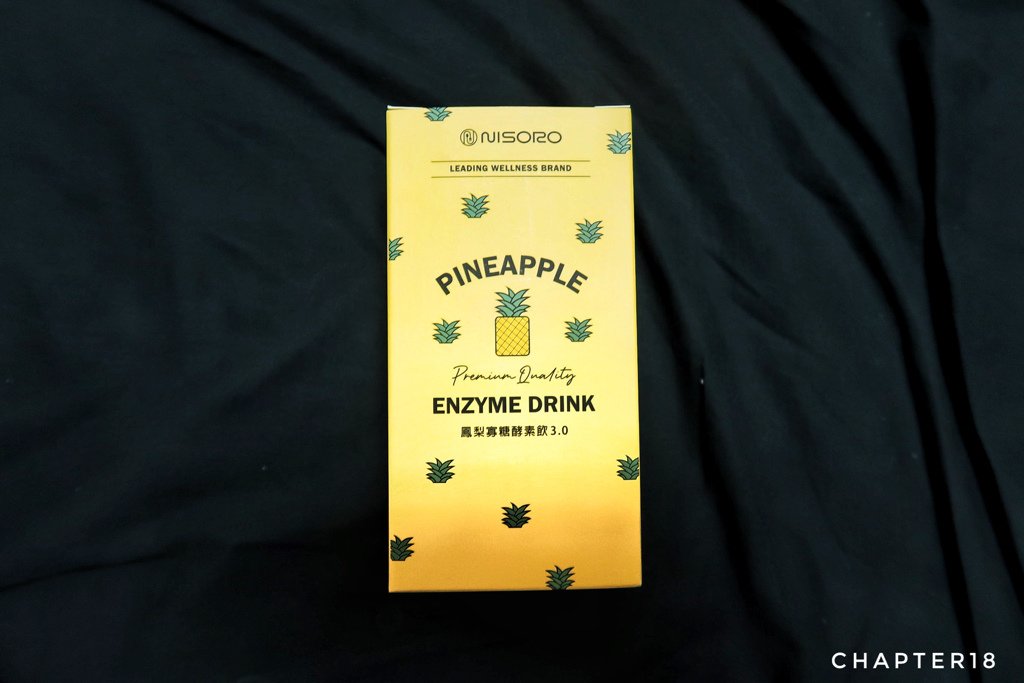 NISORO
LEADING WELLNESS BRAND
PINEAPPLE
Premium Quality
ENZYME DRINK
鳳梨寡糖酵素飲3.0
CHAPTER18